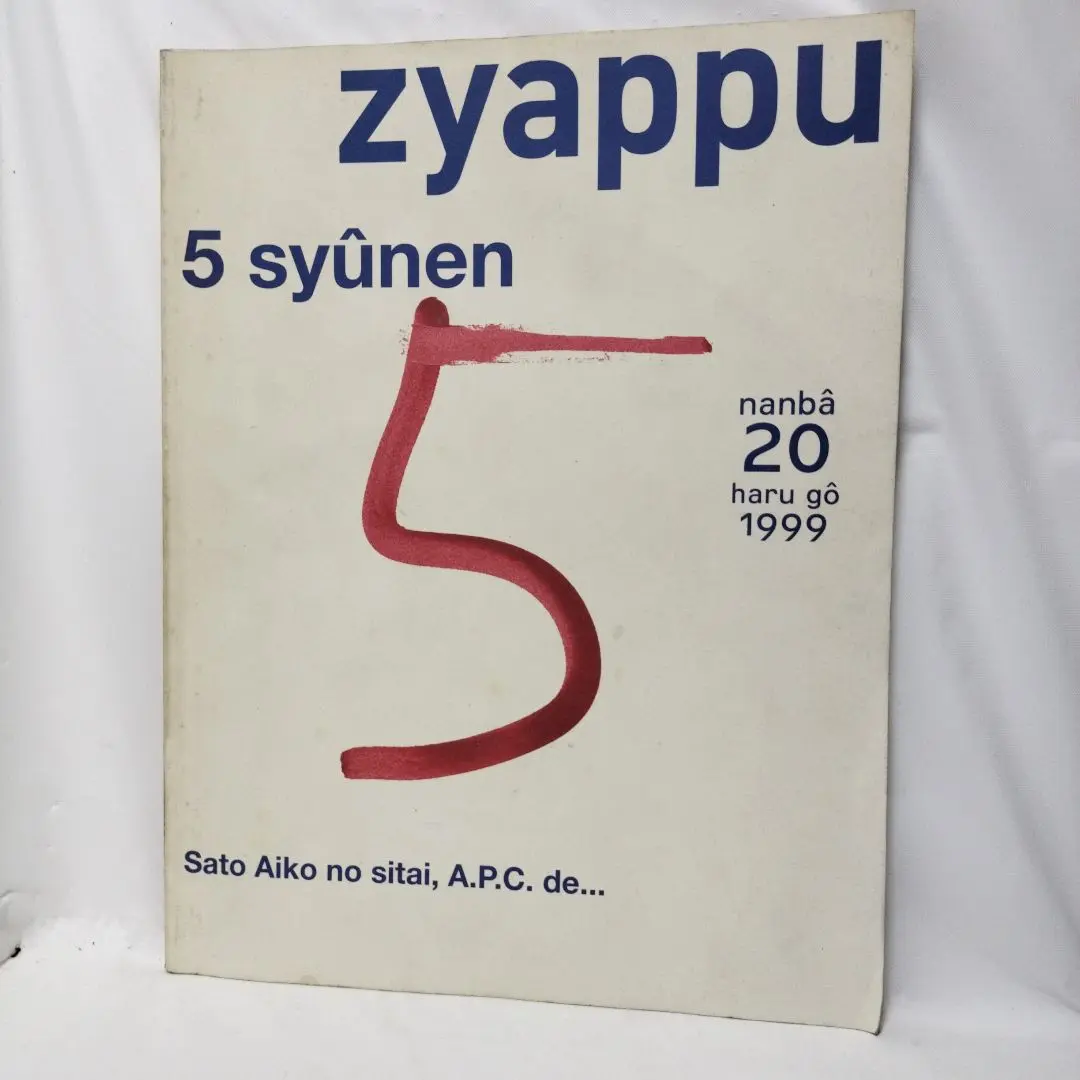 zyappu
5 syûnen
5
nanbâ
20
haru gô
1999
Sato Aiko no sitai, A.P.C. de...